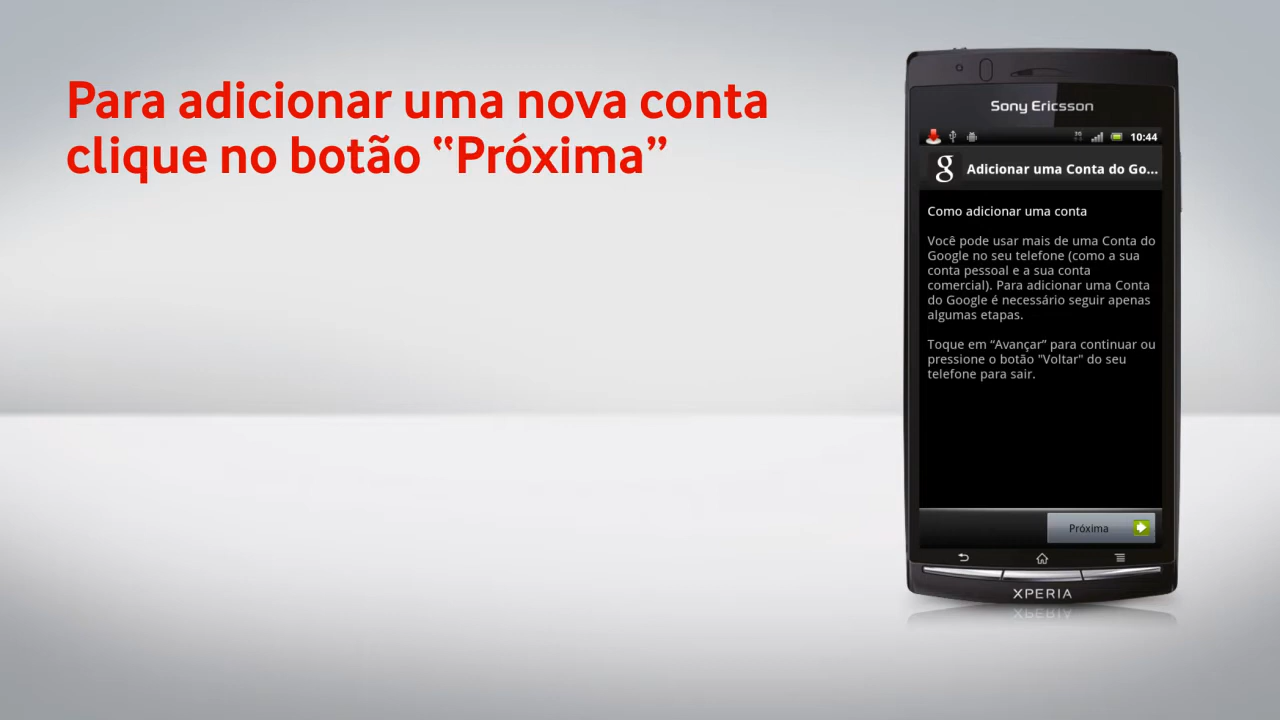 Para adicionar uma nova conta
clique no botão “Próxima”
Sony Ericsson
3G
10:44
g Adicionar uma Conta do Go...
Como adicionar uma conta
Você pode usar mais de uma Conta do
Google no seu telefone (como a sua
conta pessoal e a sua conta
comercial). Para adicionar uma Conta
do Google é necessário seguir apenas
algumas etapas.
Toque em “Avançar” para continuar ou
pressione o botão "Voltar" do seu
telefone para sair.
Próxima
XPERIA